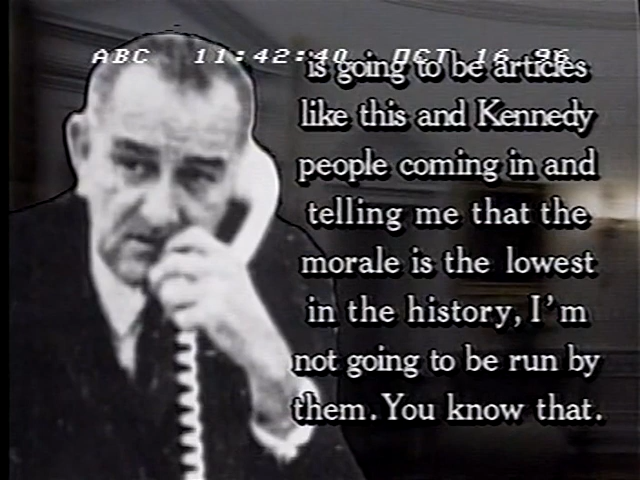 ABC 11:42:40 OCT 16 96
is going to be articles
like this and Kennedy
people coming in and
telling me that the
morale is the lowest
in the history, I'm
not going to be run by
them. You know that.